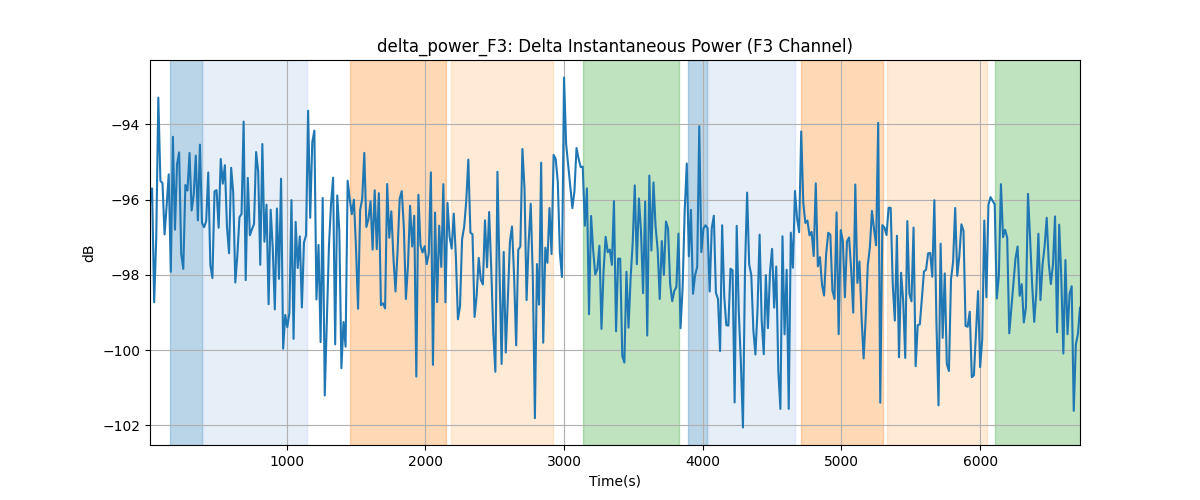 delta_power_F3: Delta Instantaneous Power (F3 Channel)
dB
−94
−96
−98
−100
−102
1000 2000 3000 4000 5000 6000
Time(s)